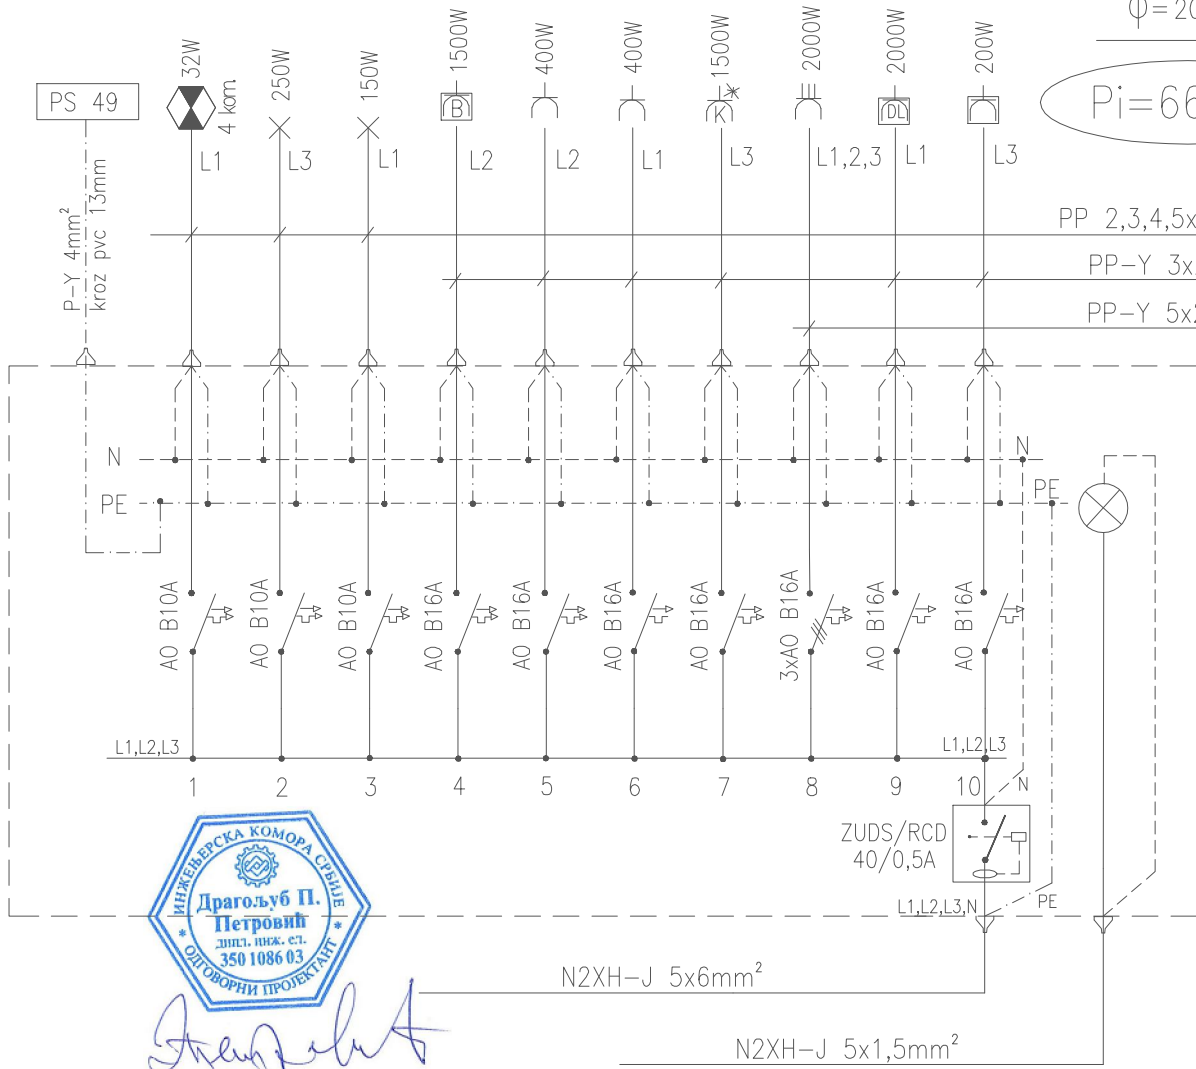 φ=20
PS 49
32W
4 kom.
250W
150W
1500W
400W
400W
1500W
2000W
2000W
200W
Pi=66
B
K
DL
L1
L3
L1
L2
L2
L1
L3
L1,2,3
L1
L3
P-Y 4mm²
kroz pvc 13mm
PP 2,3,4,5x
PP-Y 3x
PP-Y 5x2
N
N
PE
PE
AO B10A
AO B10A
AO B10A
AO B16A
AO B16A
AO B16A
AO B16A
3xAO B16A
AO B16A
AO B16A
L1,L2,L3
L1,L2,L3
1
2
3
4
5
6
7
8
9
10
N
ZUDS/RCD
40/0,5A
L1,L2,L3,N
PE
ИНЖЕЊЕРСКА КОМОРА СРБИЈЕ
Драгољуб П.
Петровић
дипл. инж. ел.
350 1086 03
* ОДГОВОРНИ ПРОЈЕКТАНТ *
N2XH-J 5x6mm²
N2XH-J 5x1,5mm²